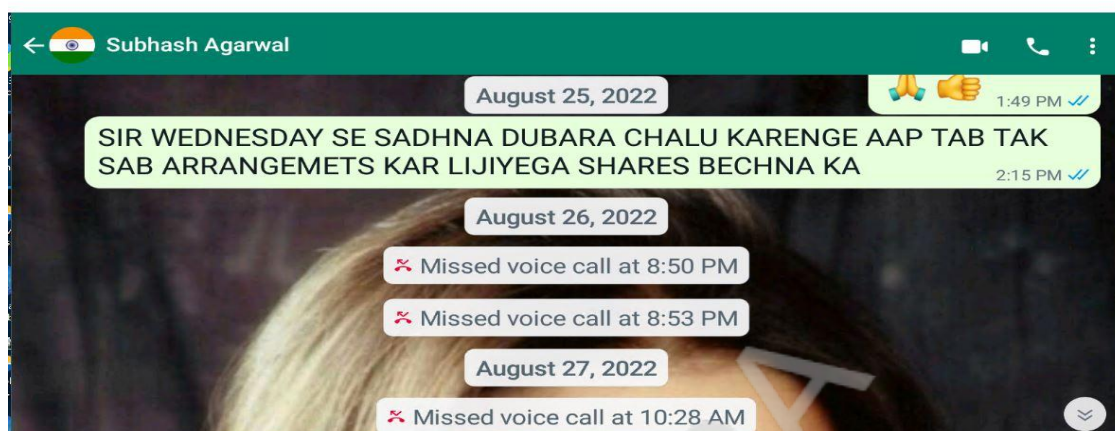 Subhash Agarwal
August 25, 2022
1:49 PM
SIR WEDNESDAY SE SADHNA DUBARA CHALU KARENGE AAP TAB TAK
SAB ARRANGEMETS KAR LIJIYEGA SHARES BECHNA KA
2:15 PM
August 26, 2022
Missed voice call at 8:50 PM
Missed voice call at 8:53 PM
August 27, 2022
Missed voice call at 10:28 AM